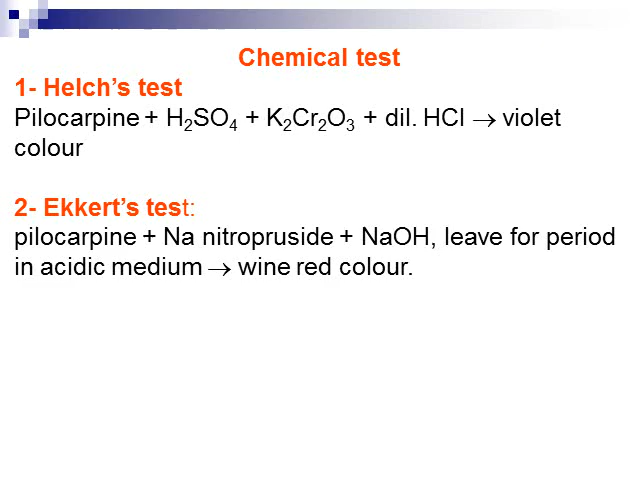 Chemical test
1- Helch’s test
Pilocarpine + H₂SO₄ + K₂Cr₂O₃ + dil. HCl → violet
colour
2- Ekkert’s test:
pilocarpine + Na nitropruside + NaOH, leave for period
in acidic medium → wine red colour.